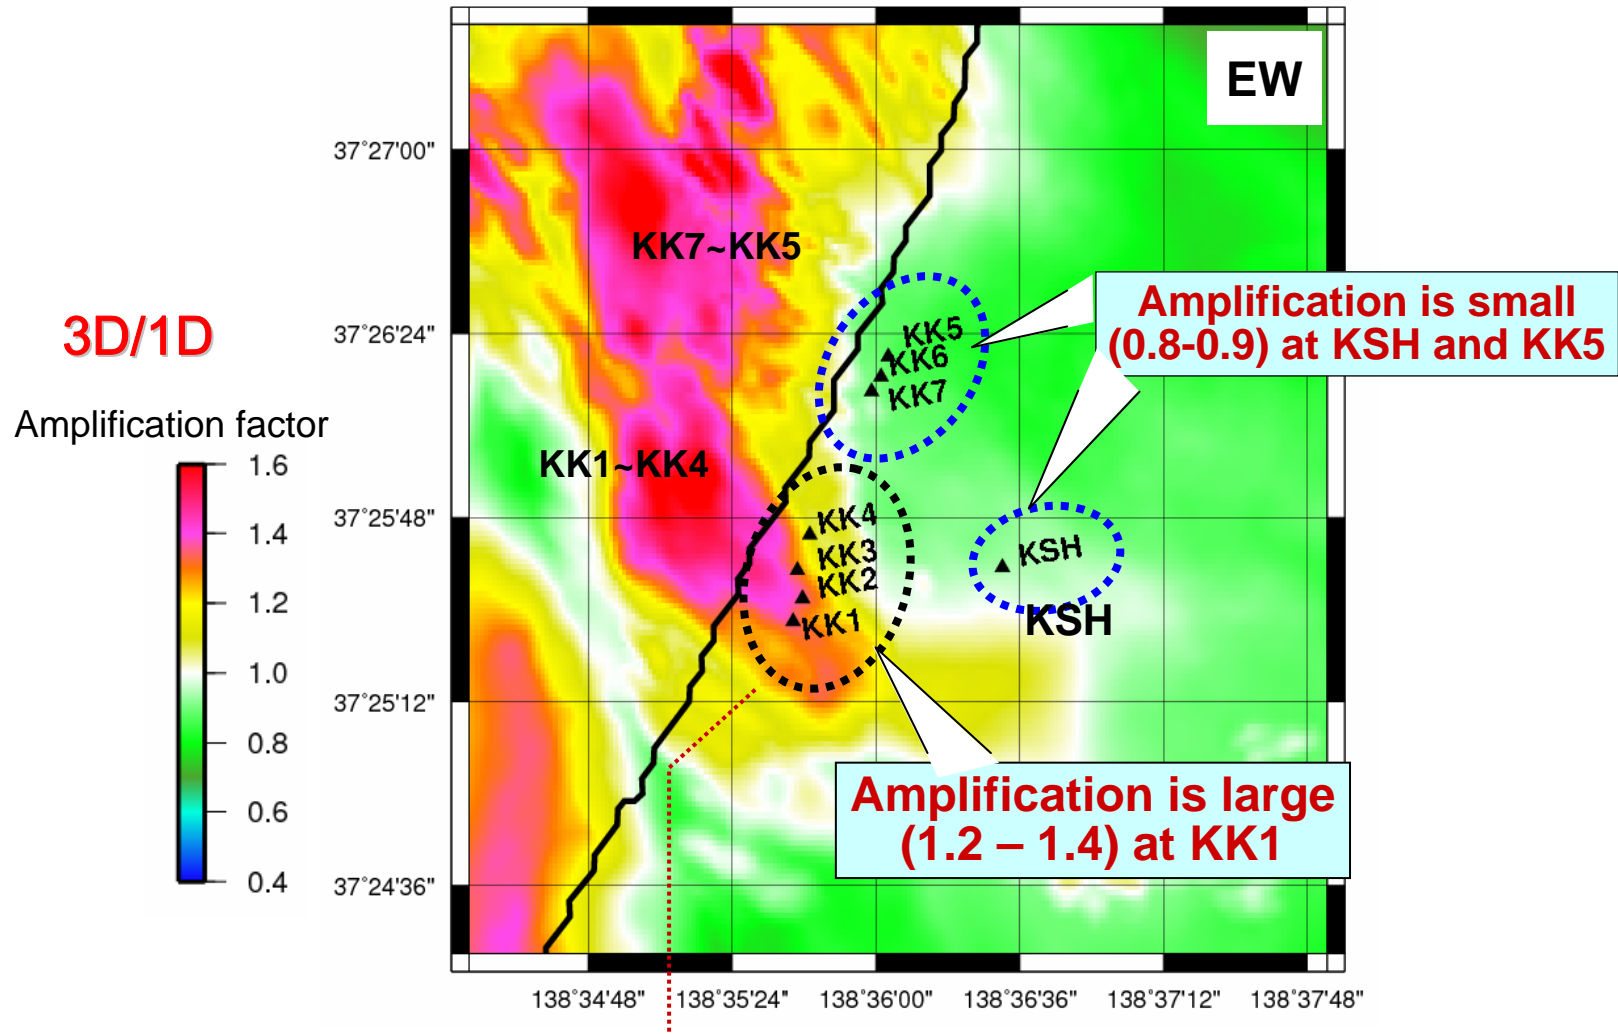 EW
37°27'00"
KK7~KK5
3D/1D
37°26'24"
Amplification is small
(0.8-0.9) at KSH and KK5
KK5
KK6
KK7
Amplification factor
1.6
1.4
1.2
1.0
0.8
0.6
0.4
KK1~KK4
37°25'48"
KK4
KK3
KK2
KK1
KSH
KSH
37°25'12"
Amplification is large
(1.2 – 1.4) at KK1
37°24'36"
138°34'48"
138°35'24"
138°36'00"
138°36'36"
138°37'12"
138°37'48"